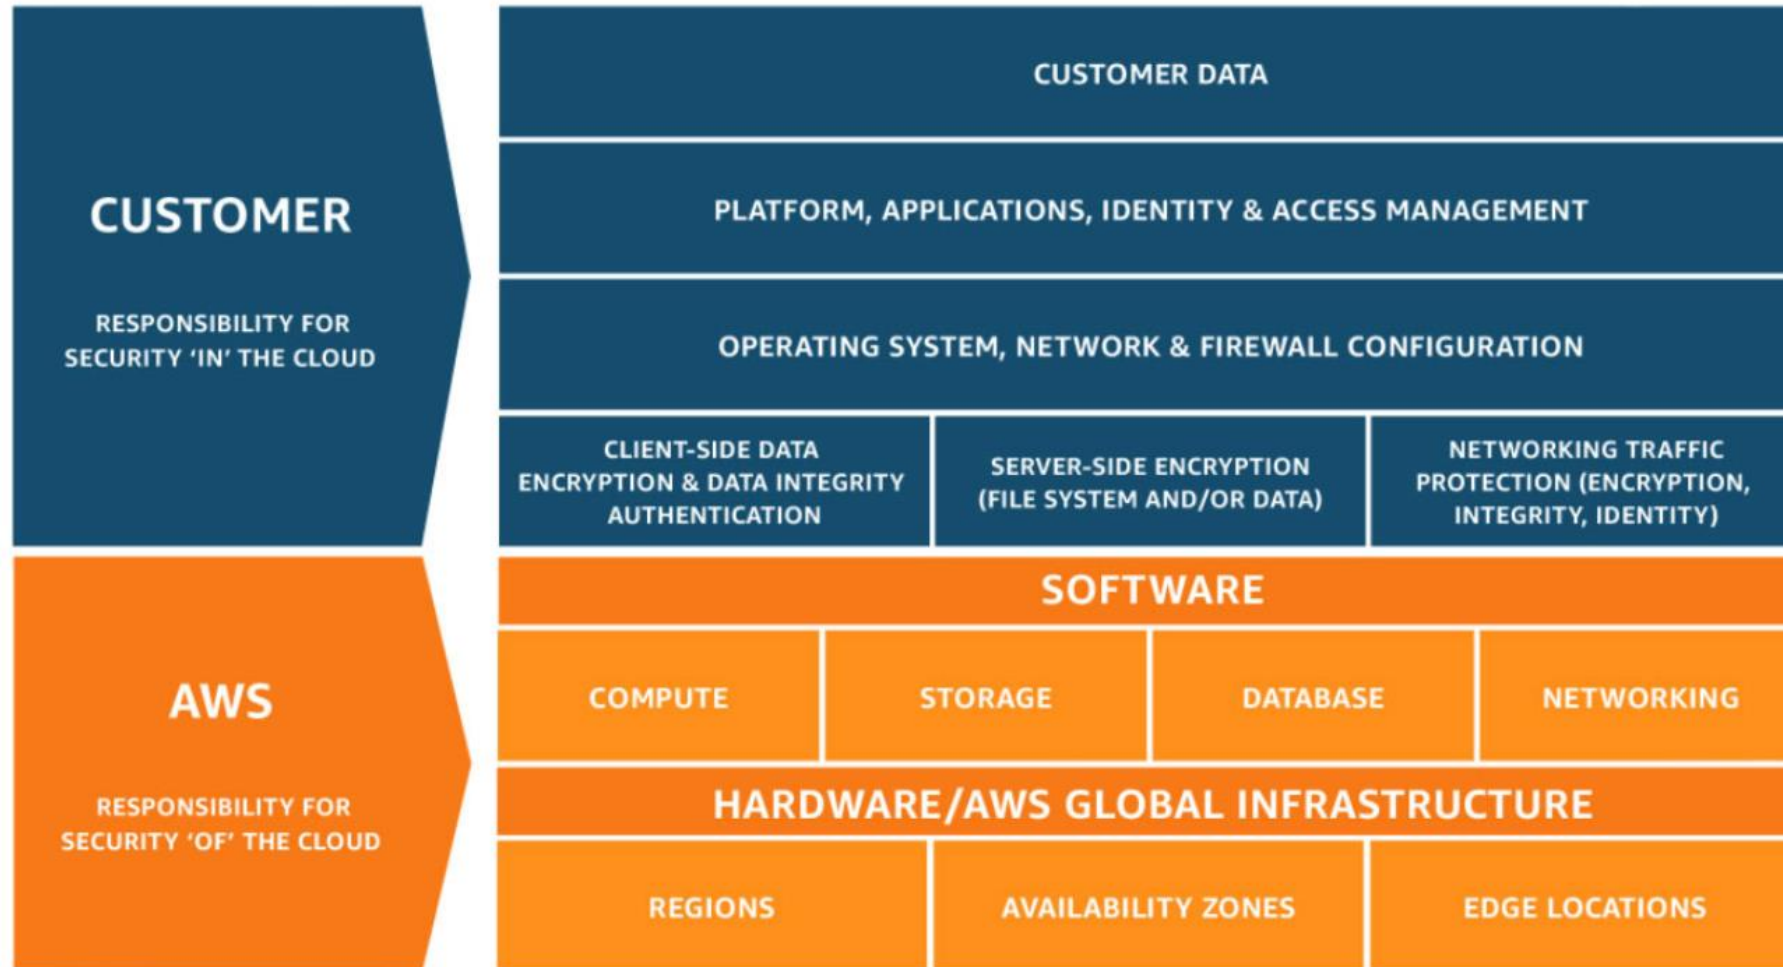 CUSTOMER
RESPONSIBILITY FOR
SECURITY ‘IN’ THE CLOUD
CUSTOMER DATA
PLATFORM, APPLICATIONS, IDENTITY & ACCESS MANAGEMENT
OPERATING SYSTEM, NETWORK & FIREWALL CONFIGURATION
CLIENT-SIDE DATA
ENCRYPTION & DATA INTEGRITY
AUTHENTICATION
SERVER-SIDE ENCRYPTION
(FILE SYSTEM AND/OR DATA)
NETWORKING TRAFFIC
PROTECTION (ENCRYPTION,
INTEGRITY, IDENTITY)
AWS
RESPONSIBILITY FOR
SECURITY ‘OF’ THE CLOUD
SOFTWARE
COMPUTE
STORAGE
DATABASE
NETWORKING
HARDWARE/AWS GLOBAL INFRASTRUCTURE
REGIONS
AVAILABILITY ZONES
EDGE LOCATIONS